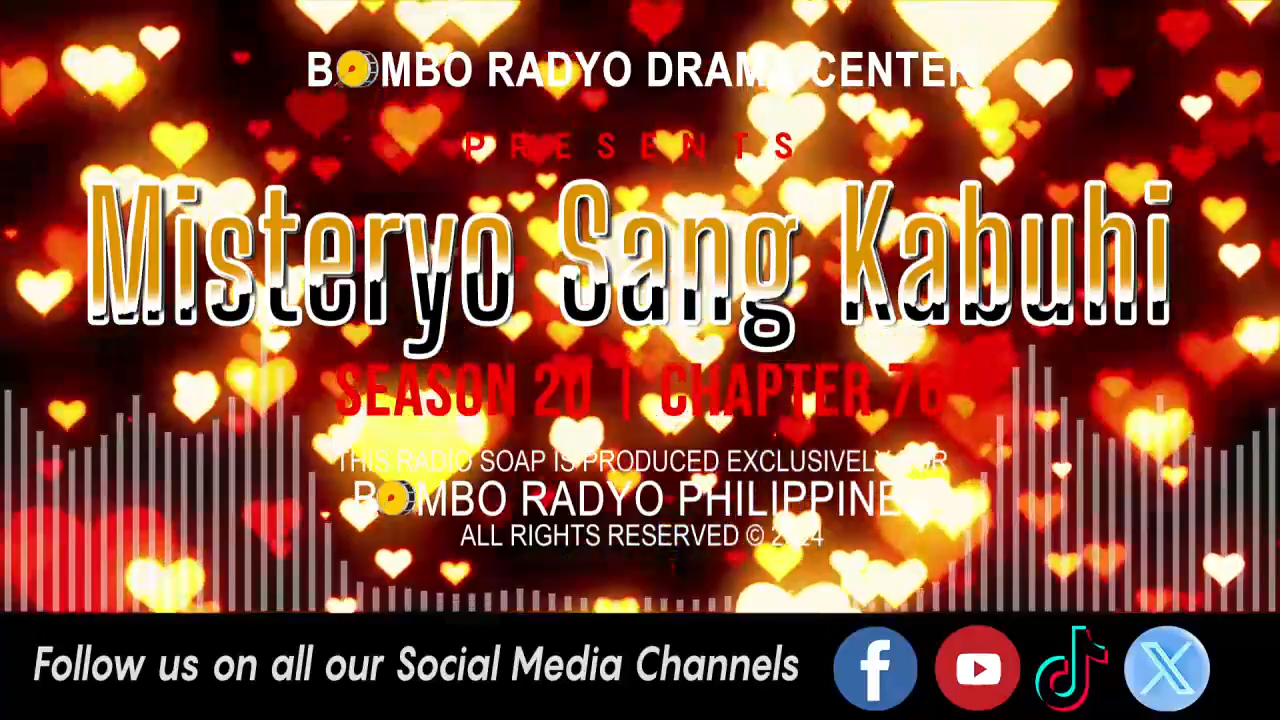 BOMBO RADYO DRAMA CENTER
PRESENTS
Misteryo Sang Kabuhi
SEASON 20 | CHAPTER 76
THIS RADIO SOAP IS PRODUCED EXCLUSIVELY FOR
BOMBO RADYO PHILIPPINES
ALL RIGHTS RESERVED © 2024
Follow us on all our Social Media Channels